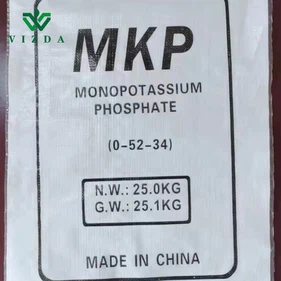 VIZDA
MKP
MONOPOTASSIUM
PHOSPHATE
(0-52-34)
N.W.: 25.0KG
G.W.: 25.1KG
MADE IN CHINA